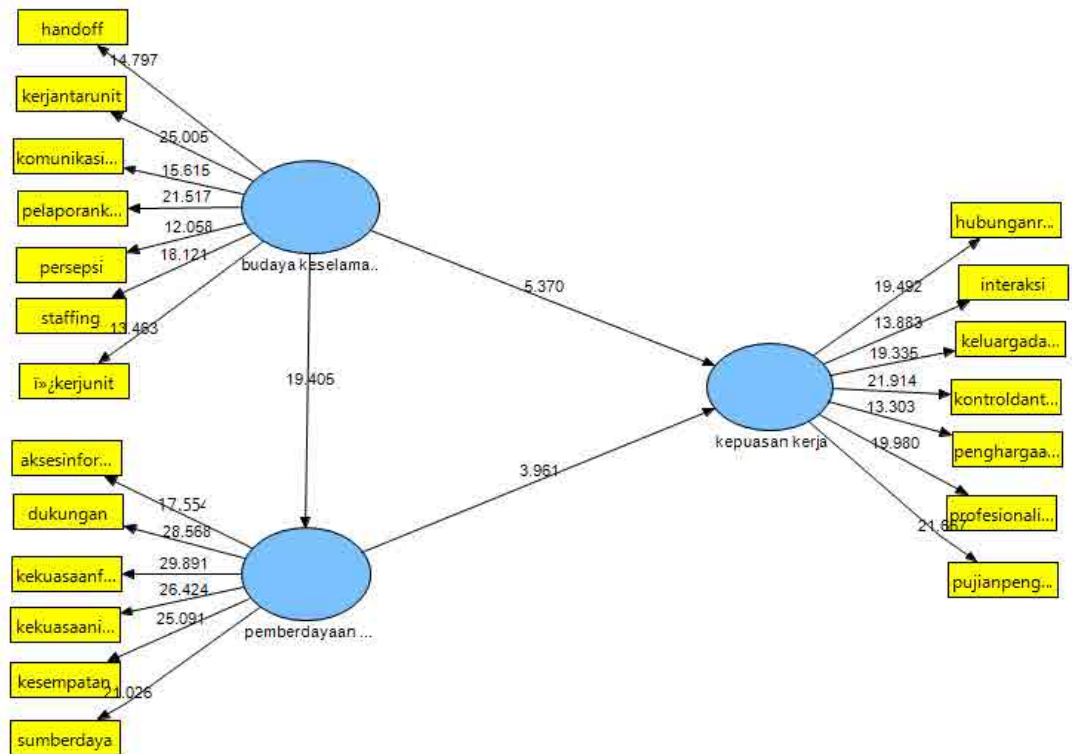 handoff
14.797
kerjantarunit
25.005
komunikasi...
15.615
pelaporank...
21.517
persepsi
12.058
staffing
18.121
ï»¿kerjunit
13.463
budaya keselama..
5.370
19.405
3.961
aksesinfor...
17.554
dukungan
28.568
kekuasaanf...
29.891
kekuasaani...
26.424
kesempatan
25.091
sumberdaya
21.026
pemberdayaan ...
kepuasan kerja
hubunganr...
19.492
interaksi
13.883
keluargada...
19.335
kontroldant...
21.914
penghargaa...
13.303
profesionali...
19.980
pujianpeng...